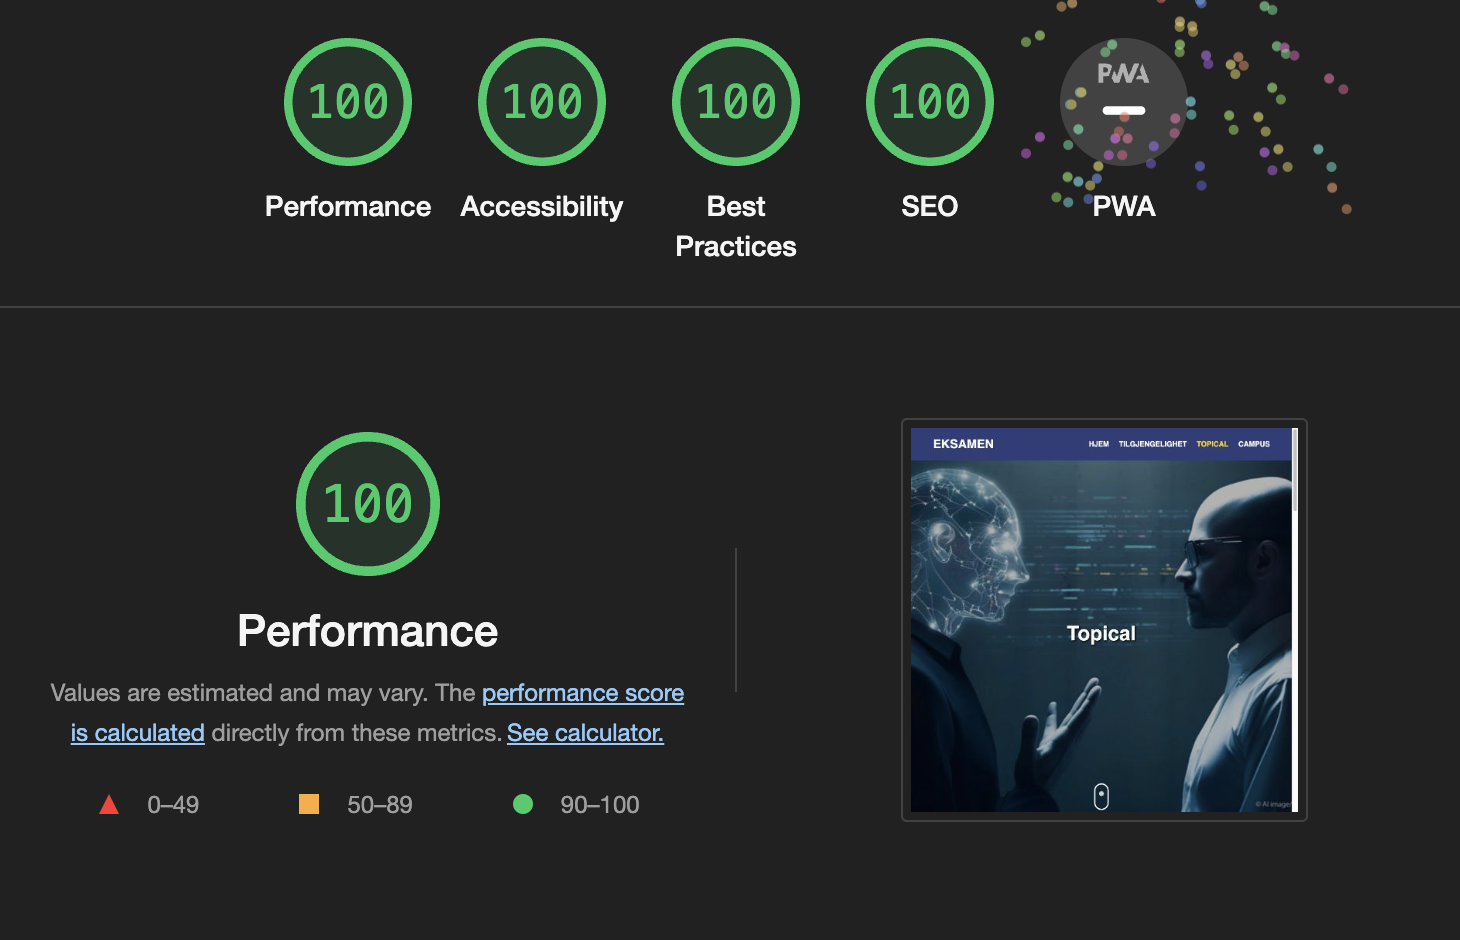 100 100 100 100 PWA
Performance Accessibility Best Practices SEO PWA
100
Performance
Values are estimated and may vary. The performance score
is calculated directly from these metrics. See calculator.
0–49 50–89 90–100
EKSAMEN HJEM TILGJENGELIGHET TOPICAL CAMPUS
Topical
© AI image/